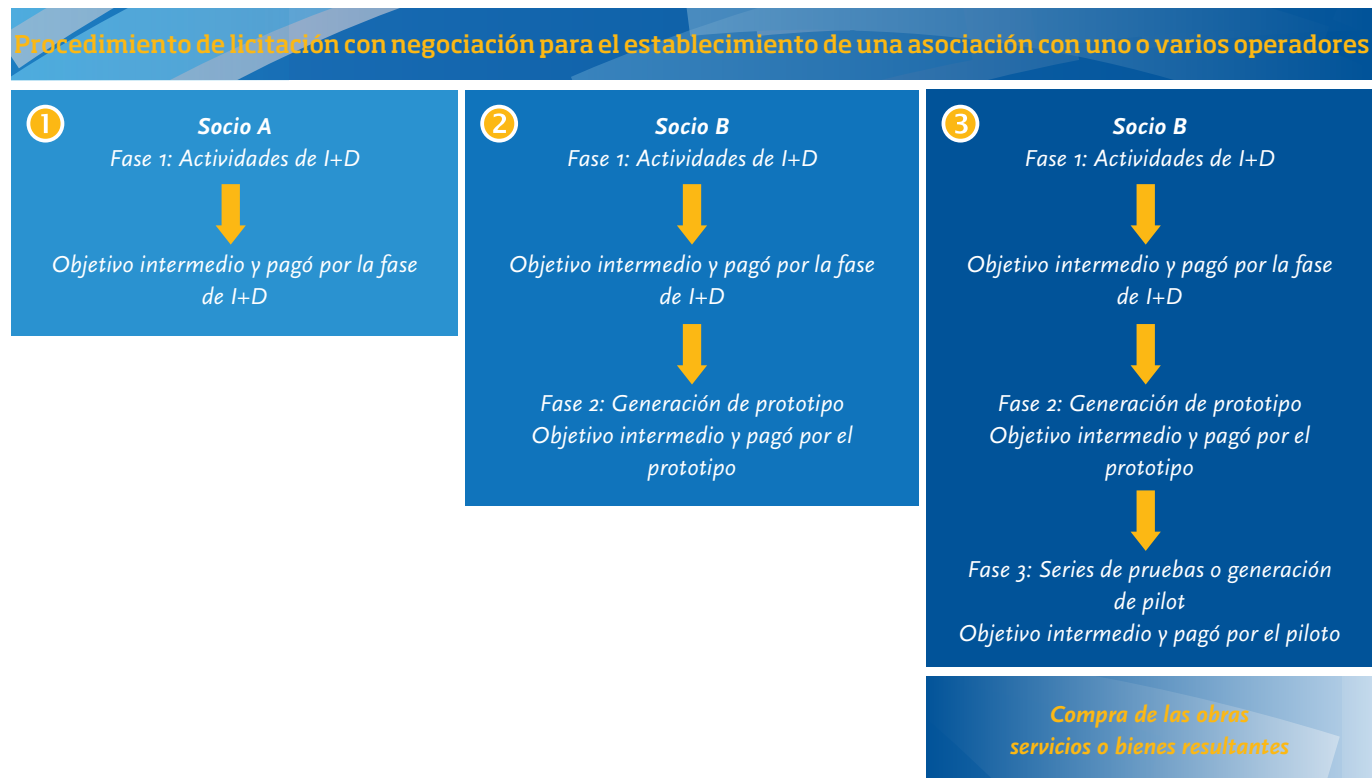 Procedimiento de licitación con negociación para el establecimiento de una asociación con uno o varios operadores
1
Socio A
Fase 1: Actividades de I+D
Objetivo intermedio y pagó por la fase
de I+D
2
Socio B
Fase 1: Actividades de I+D
Objetivo intermedio y pagó por la fase
de I+D
Fase 2: Generación de prototipo
Objetivo intermedio y pagó por el
prototipo
3
Socio B
Fase 1: Actividades de I+D
Objetivo intermedio y pagó por la fase
de I+D
Fase 2: Generación de prototipo
Objetivo intermedio y pagó por el
prototipo
Fase 3: Series de pruebas o generación
de pilot
Objetivo intermedio y pagó por el piloto
Compra de las obras
servicios o bienes resultantes